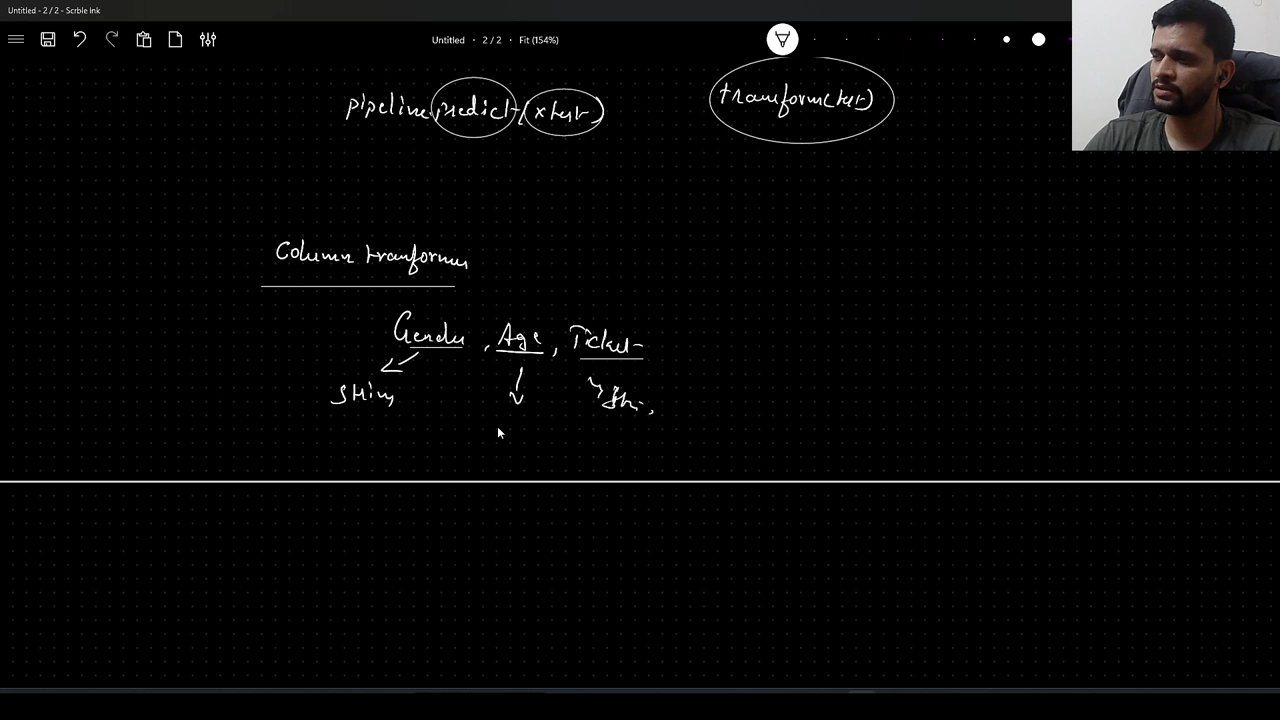 Untitled - 2 / 2 - Scrble Ink
Untitled • 2 / 2 • Fit (154%)
pipeline.predict(xtest) transform(test)
Column tranformer
Gender, Age, Ticket
String